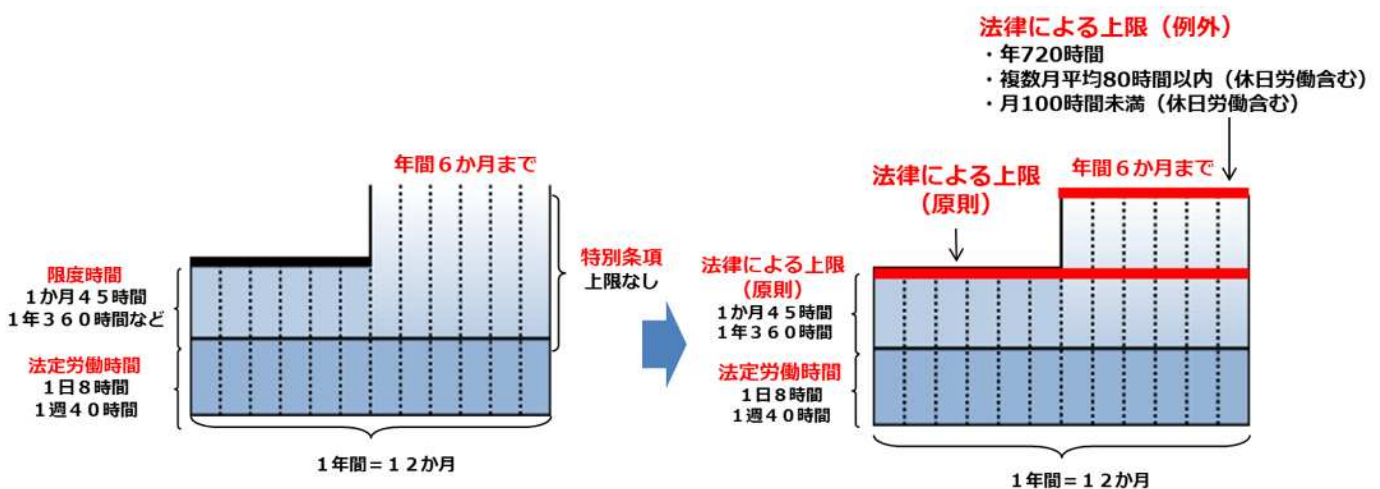 年間６か月まで
限度時間
１か月４５時間
１年３６０時間など
特別条項
上限なし
法定労働時間
１日８時間
１週４０時間
１年間＝１２か月
法律による上限（例外）
・年720時間
・複数月平均80時間以内（休日労働含む）
・月100時間未満（休日労働含む）
年間６か月まで
法律による上限
（原則）
法律による上限
（原則）
１か月４５時間
１年３６０時間
法定労働時間
１日８時間
１週４０時間
１年間＝１２か月